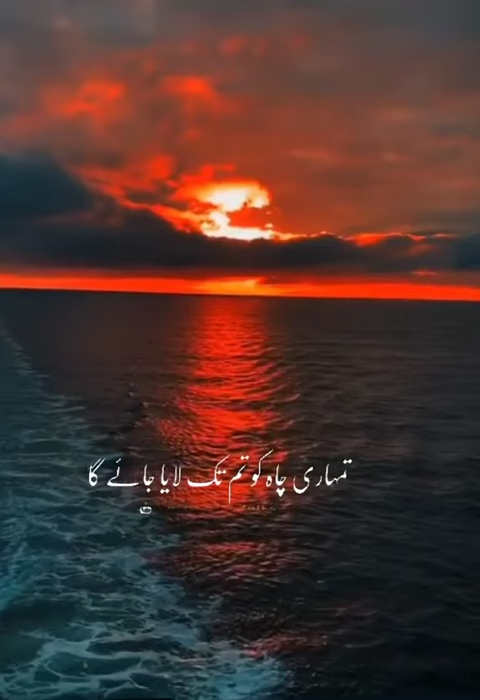 تمہاری چاہ کو تم تک لایا جائے گا